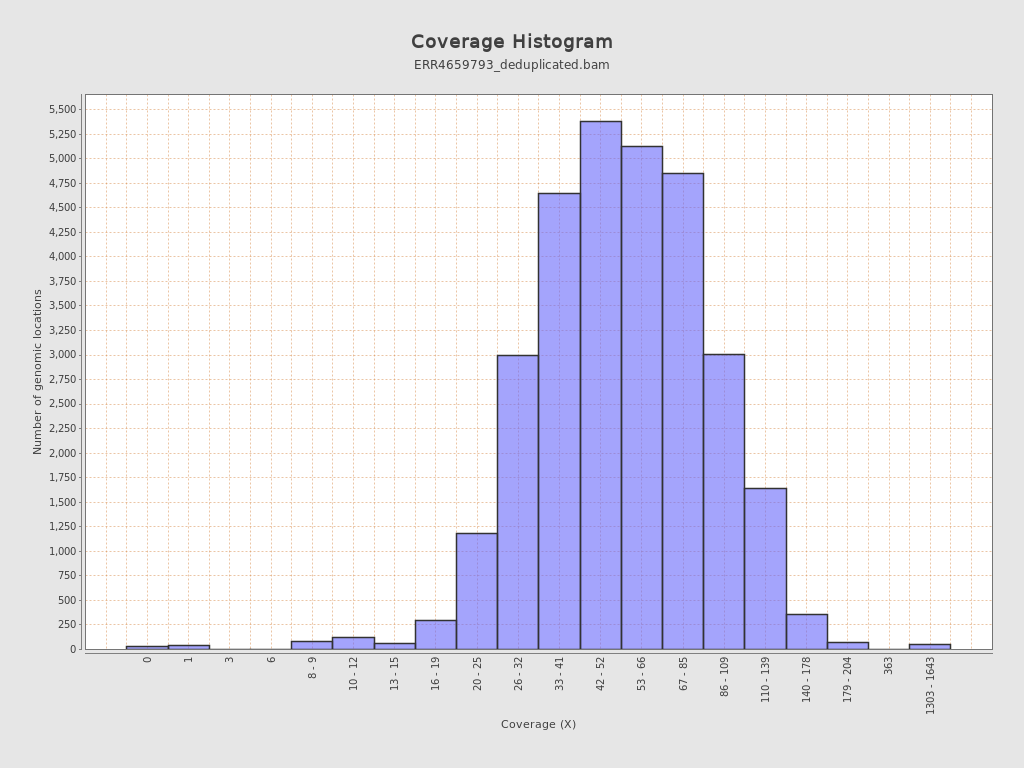 Coverage Histogram
ERR4659793_deduplicated.bam
5,500
5,250
5,000
4,750
4,500
4,250
4,000
3,750
3,500
3,250
3,000
2,750
2,500
2,250
2,000
1,750
1,500
1,250
1,000
750
500
250
0
Number of genomic locations
0
1
3
6
8 - 9
10 - 12
13 - 15
16 - 19
20 - 25
26 - 32
33 - 41
42 - 52
53 - 66
67 - 85
86 - 109
110 - 139
140 - 178
179 - 204
363
1303 - 1643
Coverage (X)